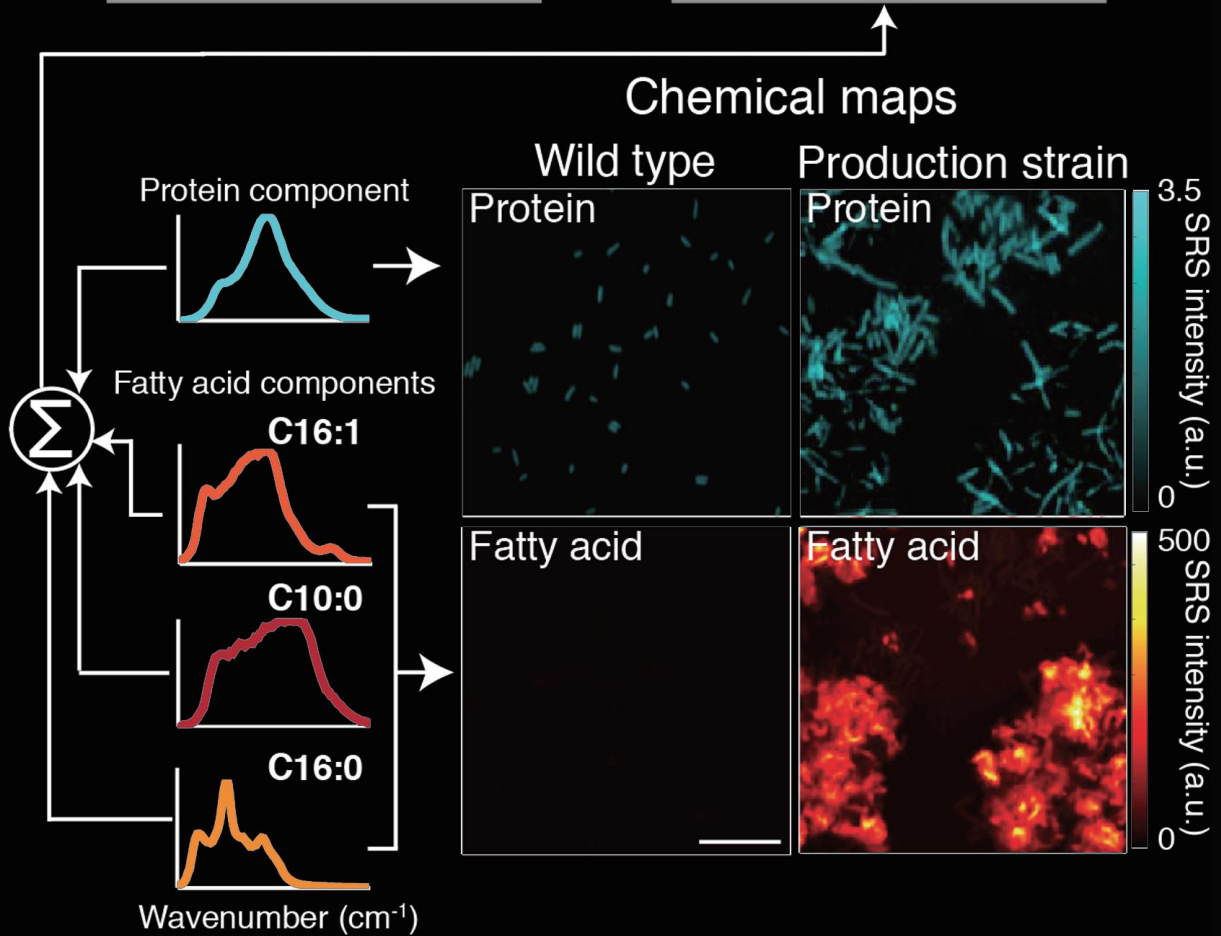 Chemical maps
Wild type
Production strain
Protein component
Protein
Protein
3.5
SRS intensity (a.u.)
0
Fatty acid components
Σ
C16:1
C10:0
C16:0
Wavenumber (cm⁻¹)
Fatty acid
Fatty acid
500
SRS intensity (a.u.)
0